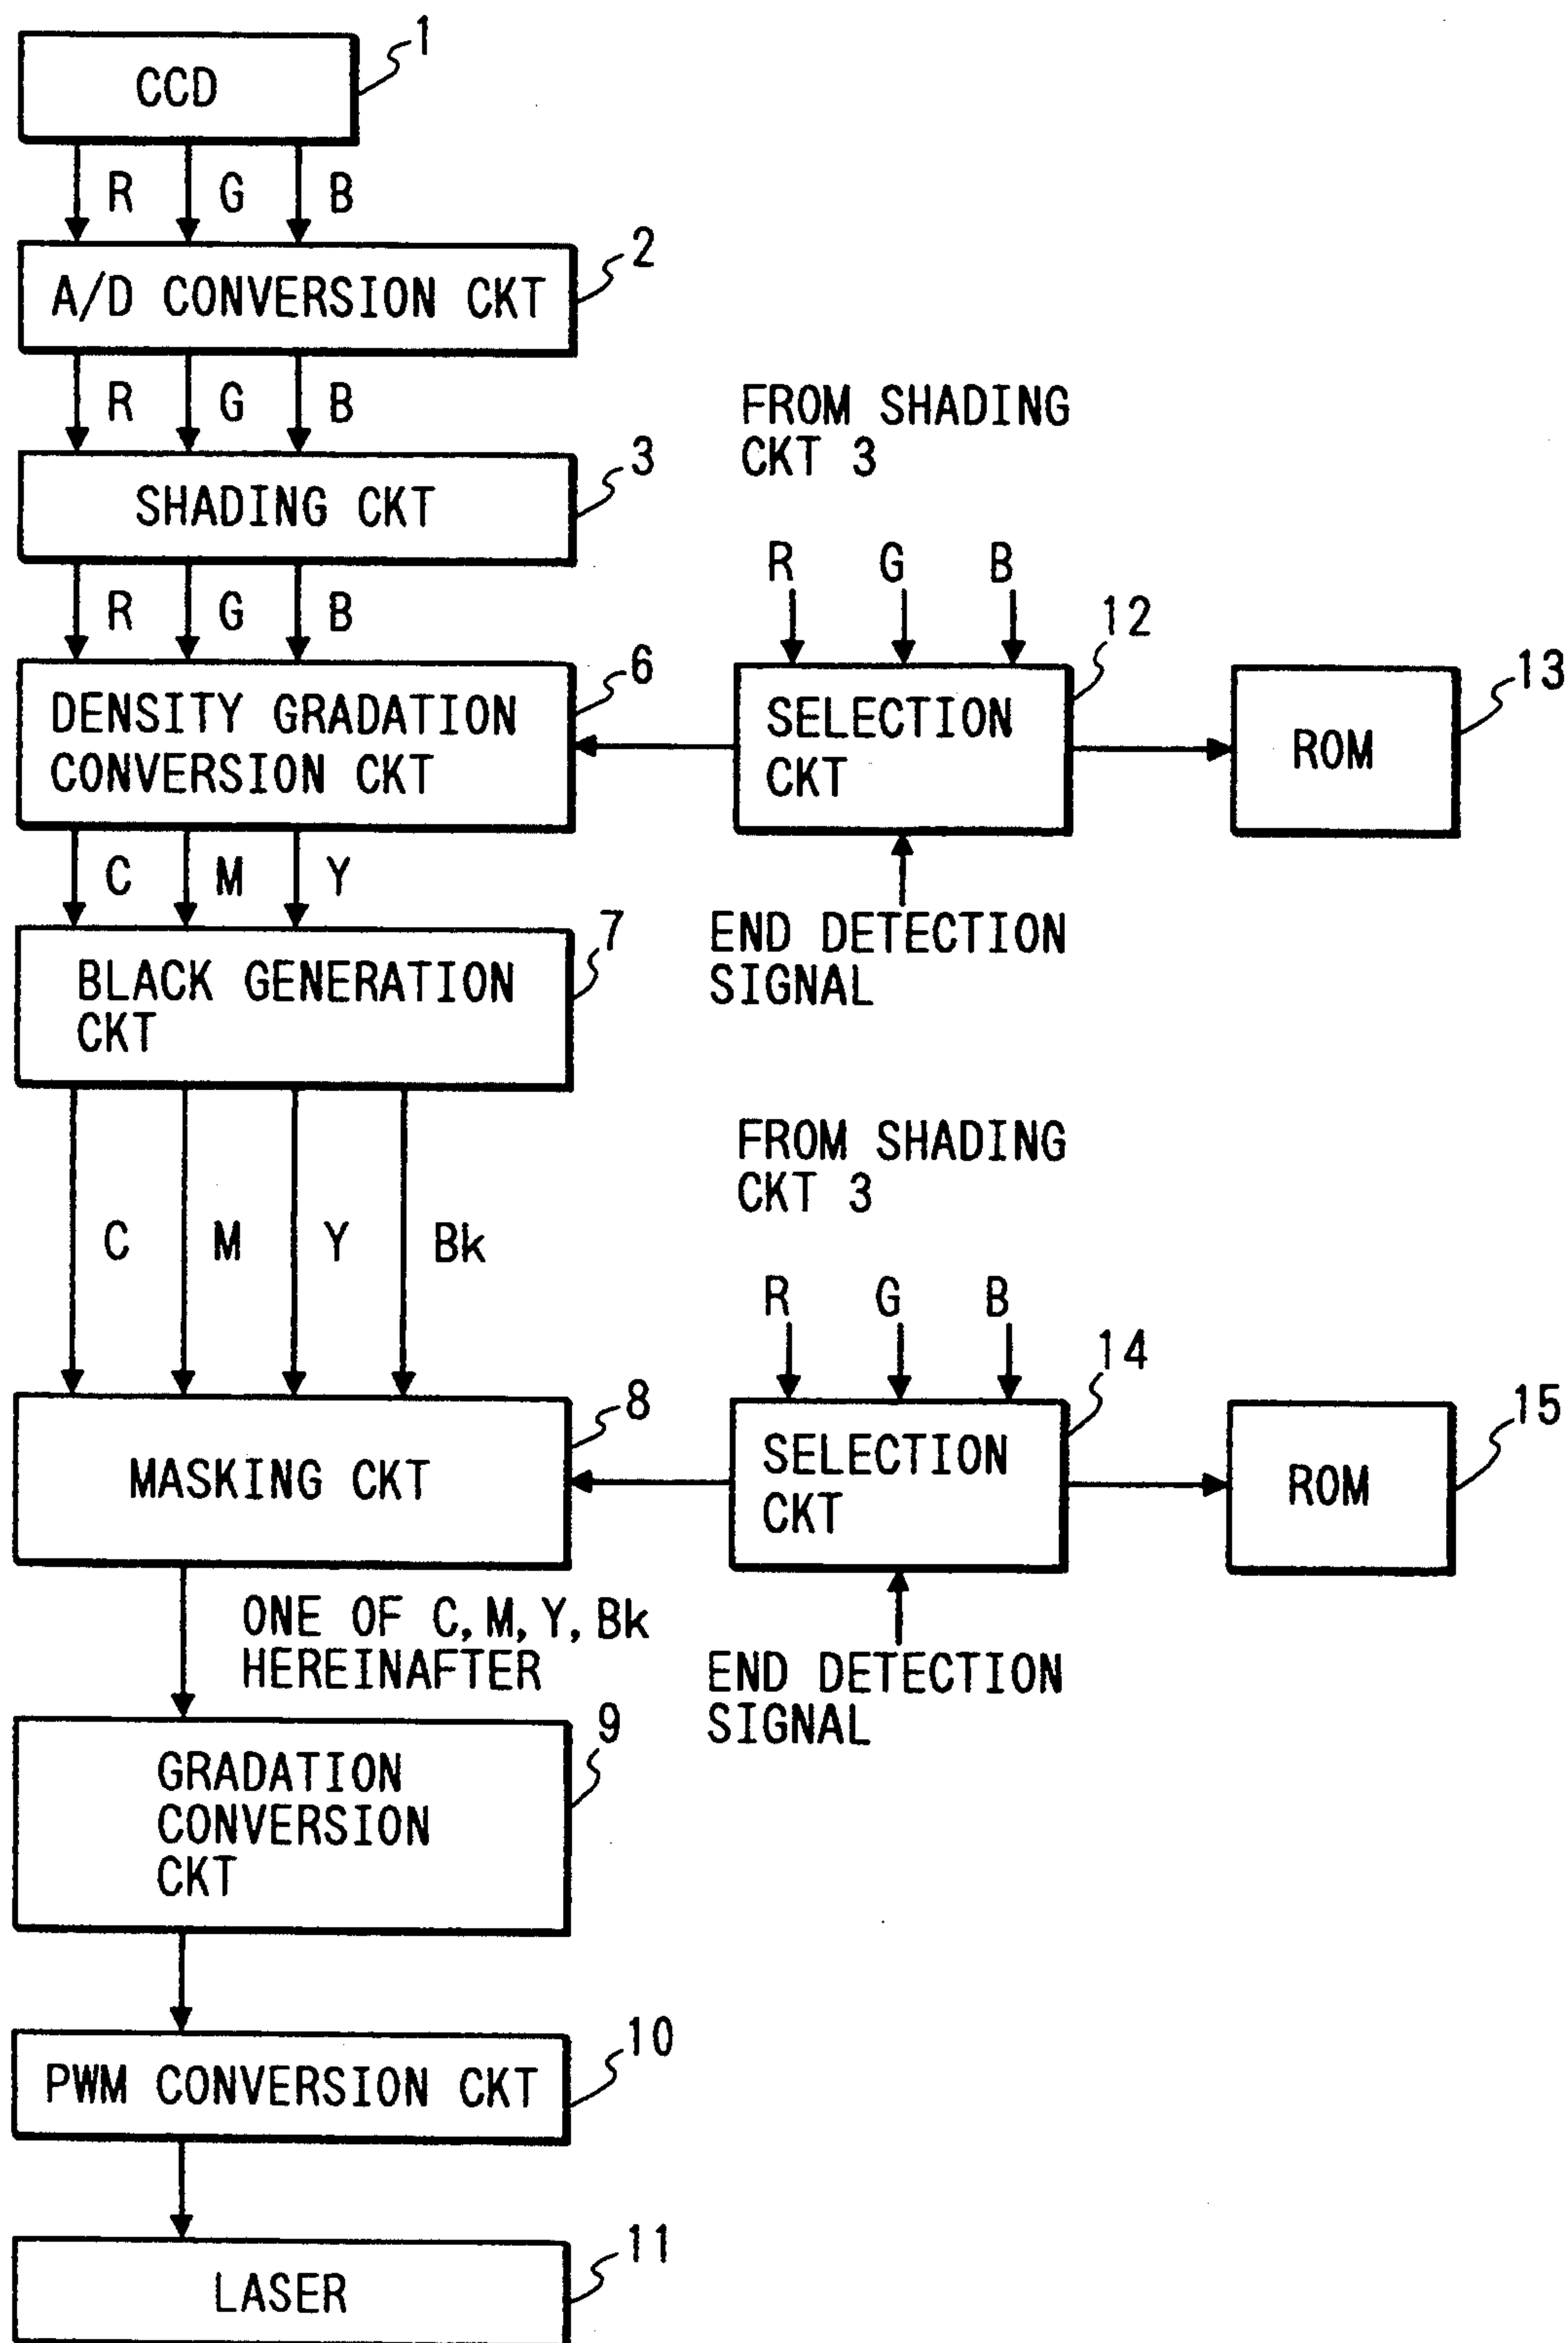 1
CCD
R G B
2
A/D CONVERSION CKT
R G B
3
SHADING CKT
R G B
6
DENSITY GRADATION
CONVERSION CKT
FROM SHADING
CKT 3
R G B
12
SELECTION
CKT
13
ROM
END DETECTION
SIGNAL
C M Y
7
BLACK GENERATION
CKT
C M Y Bk
8
MASKING CKT
FROM SHADING
CKT 3
R G B
14
SELECTION
CKT
15
ROM
END DETECTION
SIGNAL
ONE OF C, M, Y, Bk
HEREINAFTER
9
GRADATION
CONVERSION
CKT
10
PWM CONVERSION CKT
11
LASER